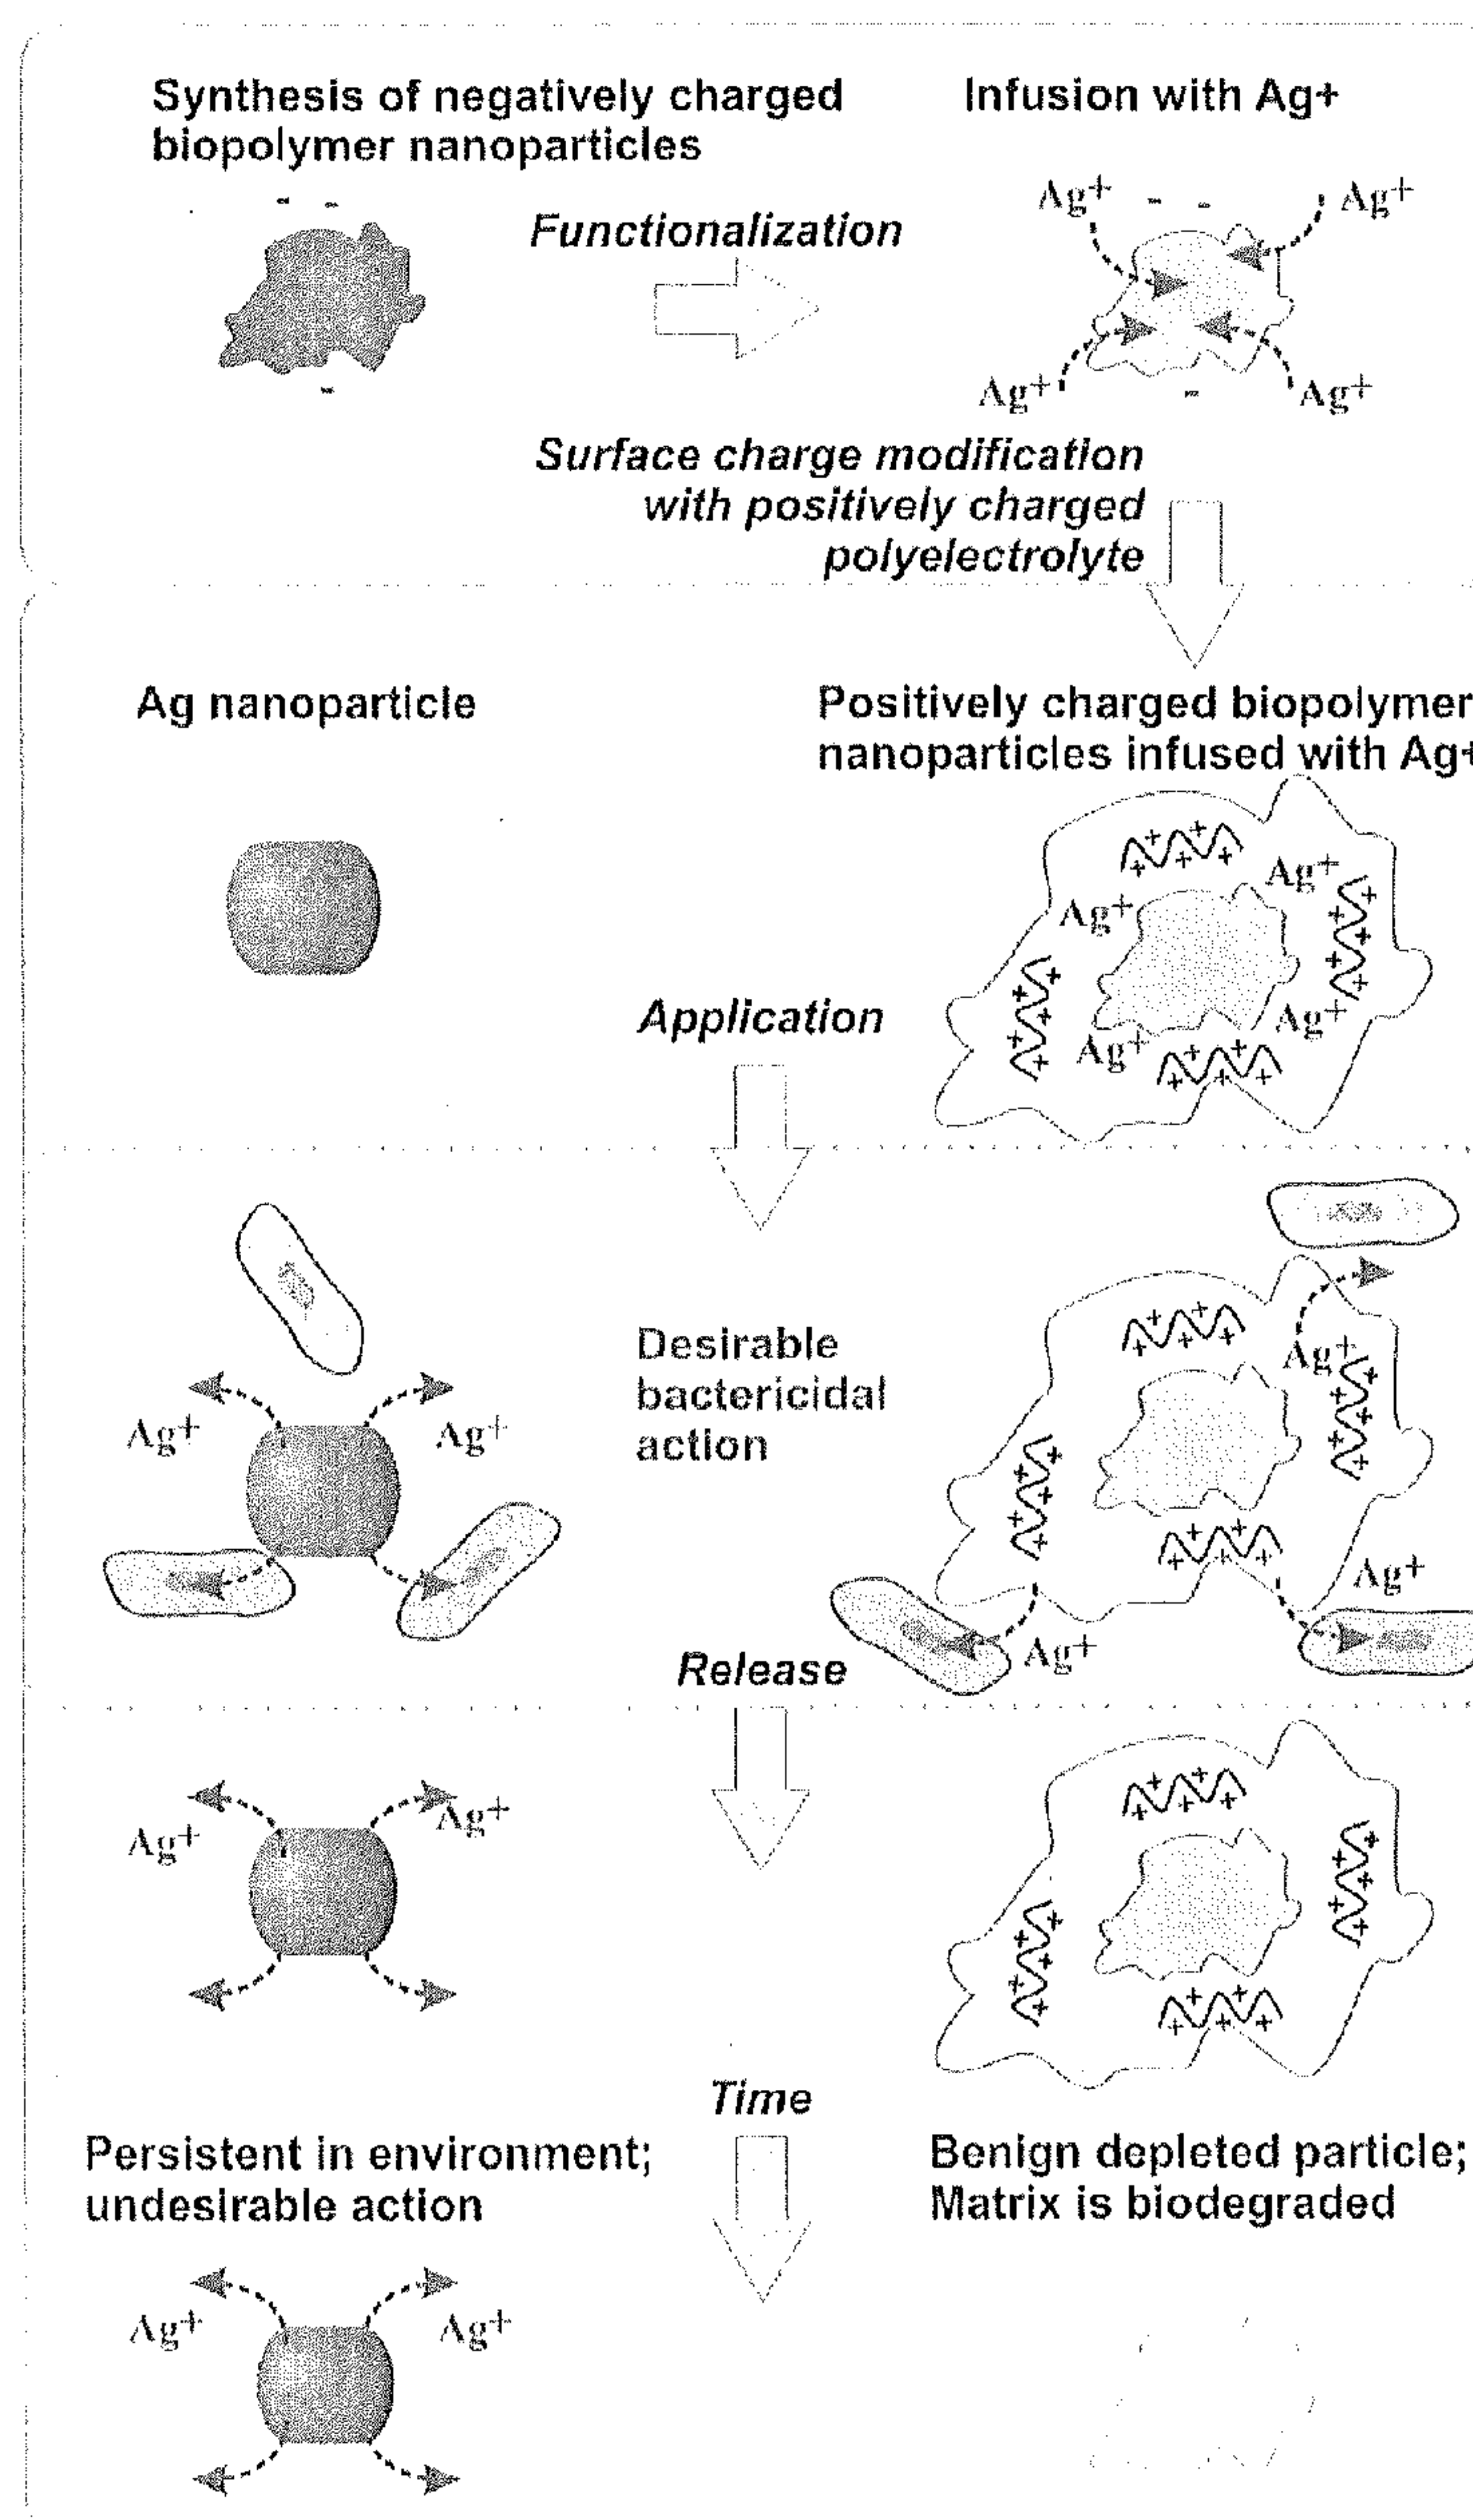 Synthesis of negatively charged
biopolymer nanoparticles
Infusion with Ag+
- -
Functionalization
Ag+ - - Ag+
-
Ag+ - Ag+
Surface charge modification
with positively charged
polyelectrolyte
Ag nanoparticle
Positively charged biopolymer
nanoparticles infused with Ag+
Ag+
Ag+
Application
Ag+
Ag+
Desirable
bactericidal
action
Ag+
Ag+ Ag+
Ag+
Ag+
Release
Ag+
Ag+
Time
Persistent in environment;
undesirable action
Benign depleted particle;
Matrix is biodegraded
Ag+ Ag+